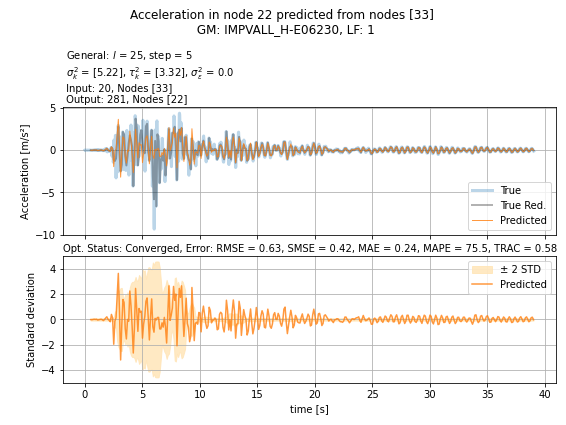 Acceleration in node 22 predicted from nodes [33]
GM: IMPVALL_H-E06230, LF: 1
General: l = 25, step = 5
σ²ₖ = [5.22], τ²ₖ = [3.32], σ²_ε = 0.0
Input: 20, Nodes [33]
Output: 281, Nodes [22]
Acceleration [m/s²]
5
0
−5
−10
True
True Red.
Predicted
Opt. Status: Converged, Error: RMSE = 0.63, SMSE = 0.42, MAE = 0.24, MAPE = 75.5, TRAC = 0.58
Standard deviation
4
2
0
−2
−4
± 2 STD
Predicted
0 5 10 15 20 25 30 35 40
time [s]